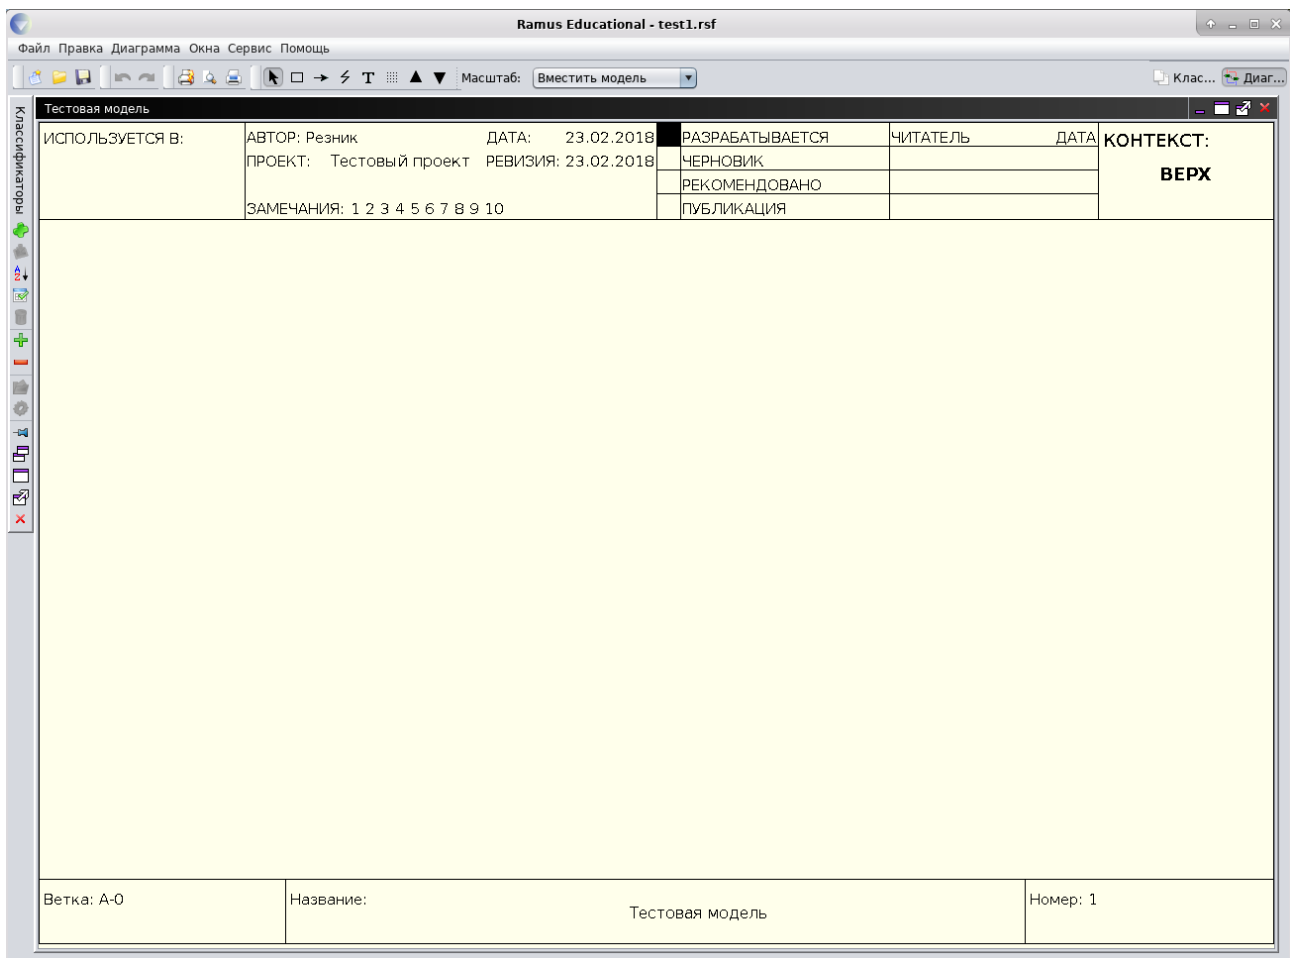 Ramus Educational - test1.rsf
Файл Правка Диаграмма Окна Сервис Помощь
T Масштаб: Вместить модель Клас... Диаг...
Классификаторы
Тестовая модель
ИСПОЛЬЗУЕТСЯ В: АВТОР: Резник ДАТА: 23.02.2018 РАЗРАБАТЫВАЕТСЯ ЧИТАТЕЛЬ ДАТА КОНТЕКСТ:
ПРОЕКТ: Тестовый проект РЕВИЗИЯ: 23.02.2018 ЧЕРНОВИК
ВЕРХ
РЕКОМЕНДОВАНО
ЗАМЕЧАНИЯ: 1 2 3 4 5 6 7 8 9 10 ПУБЛИКАЦИЯ
Ветка: A-0 Название: Номер: 1
Тестовая модель